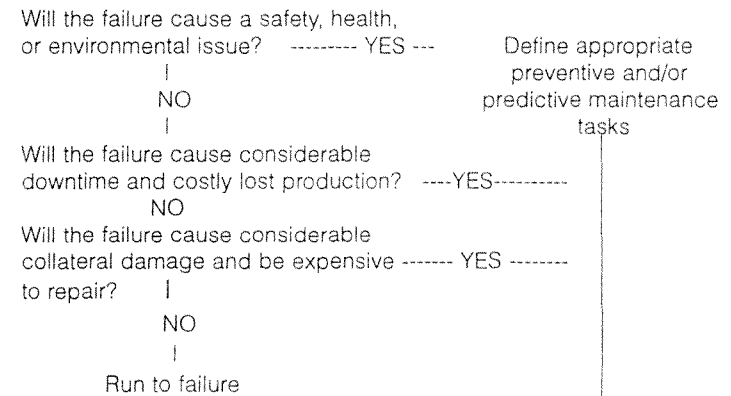 Will the failure cause a safety, health,
or environmental issue? --------- YES ---
Define appropriate
preventive and/or
predictive maintenance
tasks
NO
Will the failure cause considerable
downtime and costly lost production? ----YES----------
NO
Will the failure cause considerable
collateral damage and be expensive ------- YES --------
to repair?
NO
Run to failure